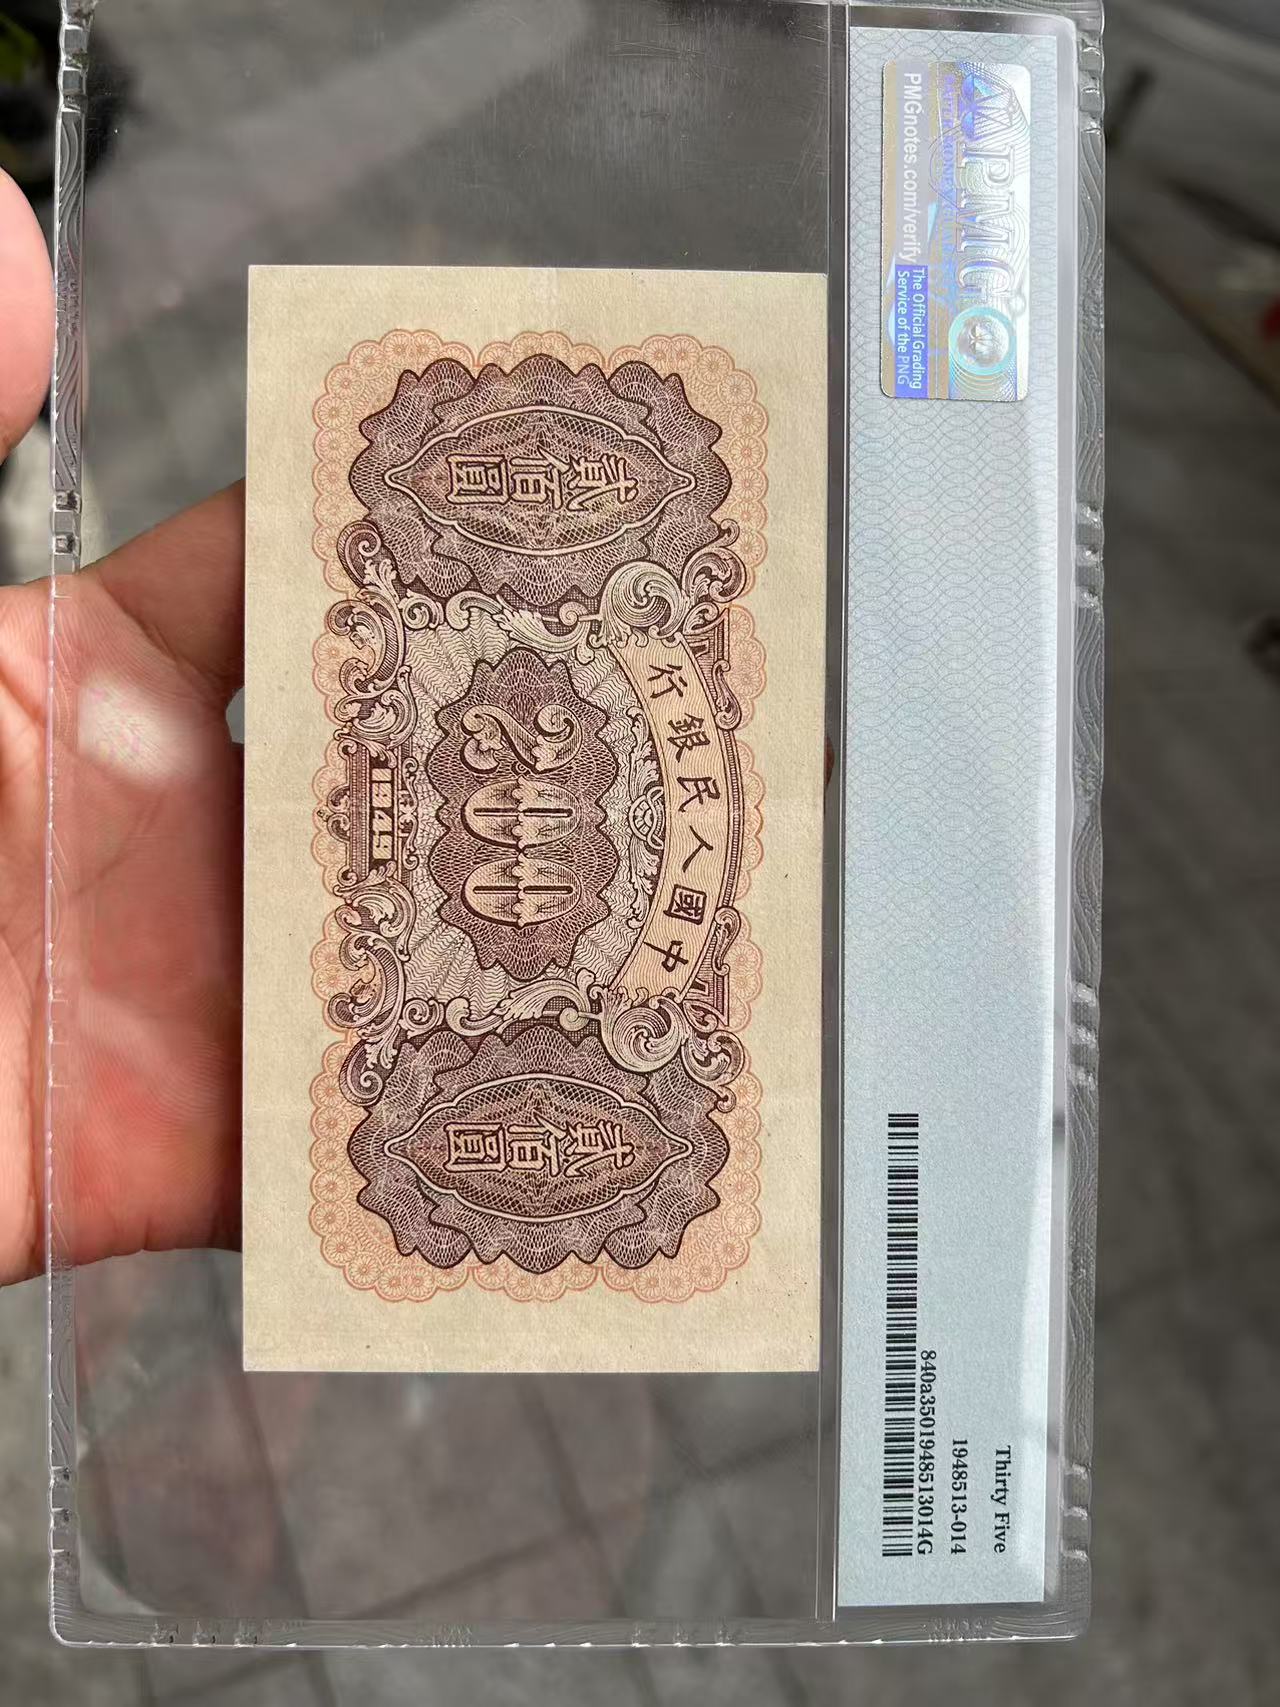 PMG
PMGnotes.com/verify
The Official Grading
Service of the PNG
Thirty Five
1948513-014
840a3501948513014G
中國人民銀行
貳佰圓
200
貳佰圓
1949